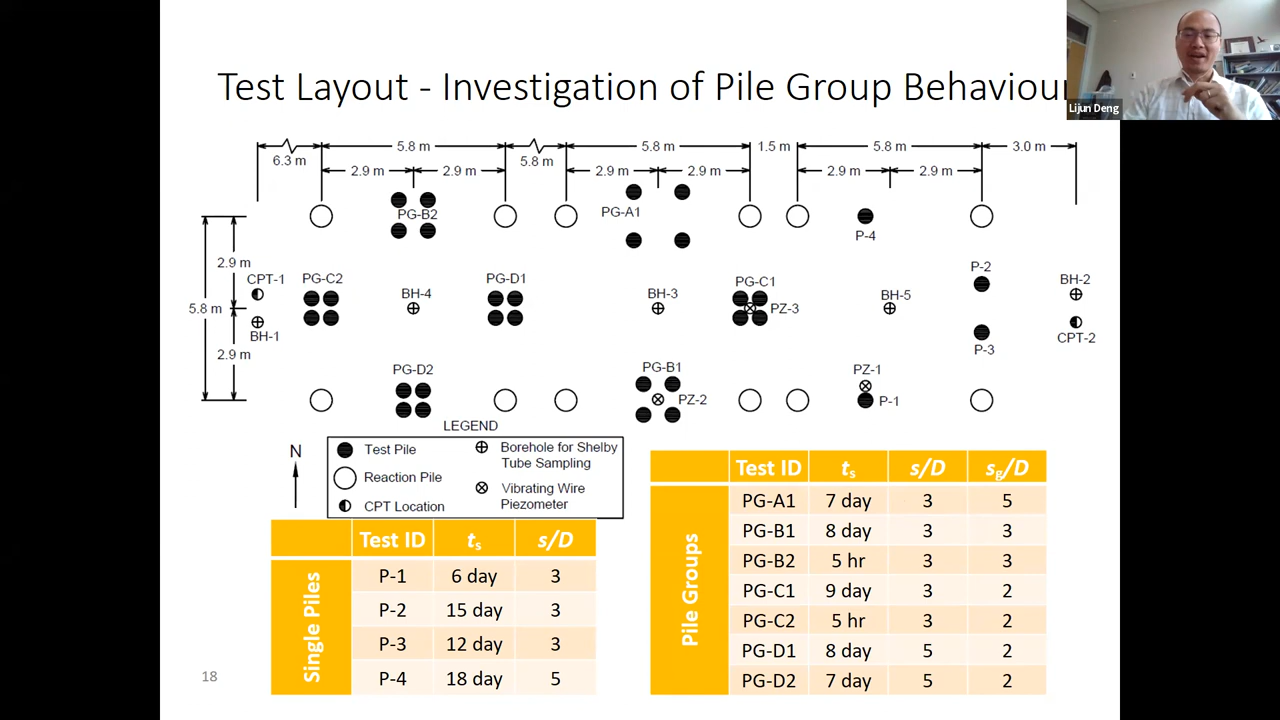 Test Layout - Investigation of Pile Group Behaviour
Lijun Deng
6.3 m
5.8 m
5.8 m
5.8 m
1.5 m
5.8 m
3.0 m
2.9 m
2.9 m
2.9 m
2.9 m
2.9 m
2.9 m
PG-B2
PG-A1
P-4
2.9 m
5.8 m
2.9 m
CPT-1
BH-1
PG-C2
BH-4
PG-D1
BH-3
PG-C1
PZ-3
BH-5
P-2
P-3
BH-2
CPT-2
PG-D2
PG-B1
PZ-2
PZ-1
P-1
LEGEND
N
Test Pile
Reaction Pile
CPT Location
Borehole for Shelby
Tube Sampling
Vibrating Wire
Piezometer
Single Piles
Test ID ts s/D
P-1 6 day 3
P-2 15 day 3
P-3 12 day 3
P-4 18 day 5
Pile Groups
Test ID ts s/D sg/D
PG-A1 7 day 3 5
PG-B1 8 day 3 3
PG-B2 5 hr 3 3
PG-C1 9 day 3 2
PG-C2 5 hr 3 2
PG-D1 8 day 5 2
PG-D2 7 day 5 2
18